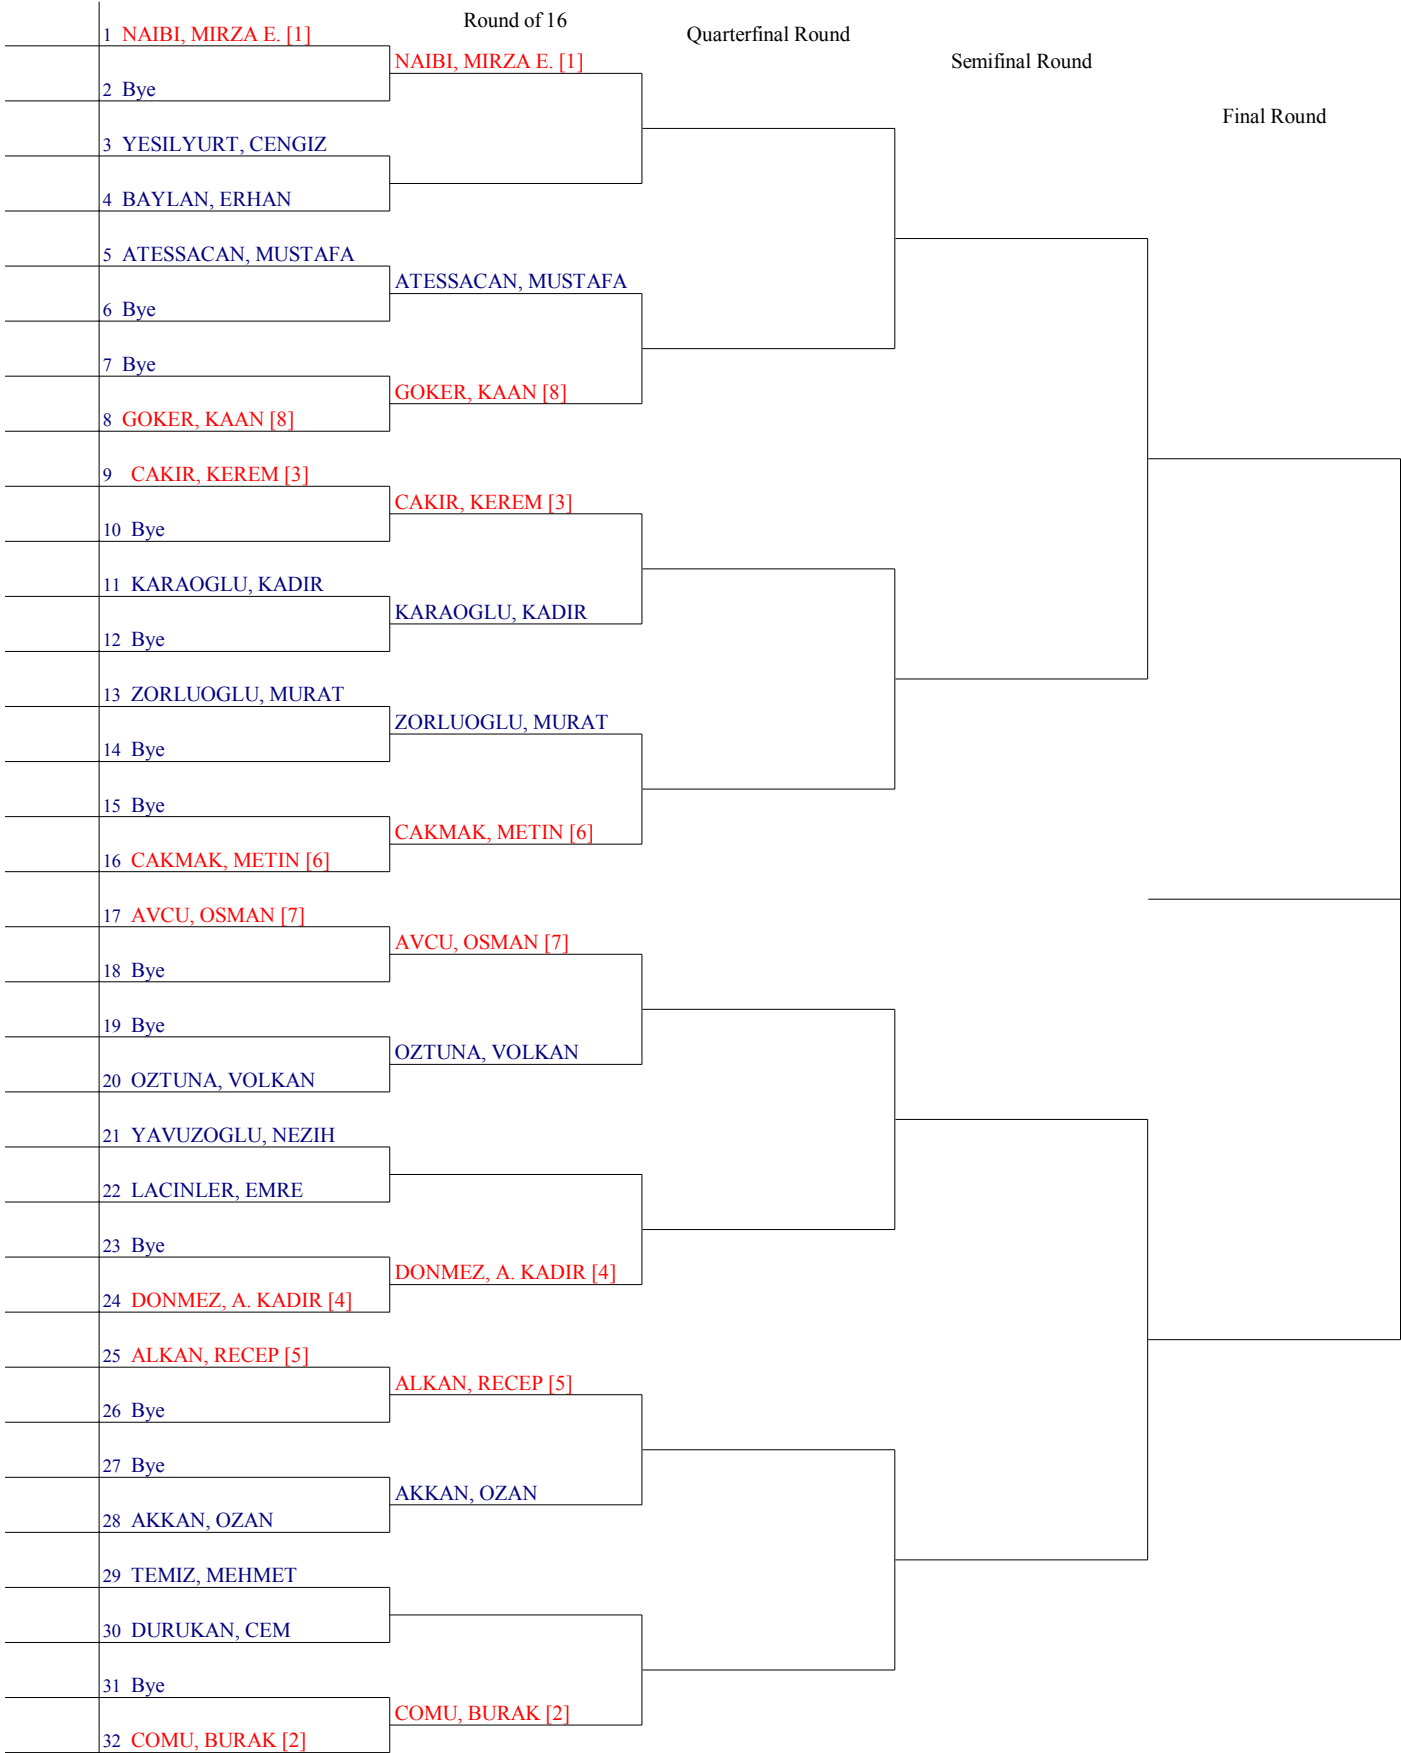 Round of 16
Quarterfinal Round
Semifinal Round
Final Round
1 NAIBI, MIRZA E. [1]
NAIBI, MIRZA E. [1]
2 Bye
3 YESILYURT, CENGIZ
4 BAYLAN, ERHAN
5 ATESSACAN, MUSTAFA
ATESSACAN, MUSTAFA
6 Bye
7 Bye
GOKER, KAAN [8]
8 GOKER, KAAN [8]
9 CAKIR, KEREM [3]
CAKIR, KEREM [3]
10 Bye
11 KARAOGLU, KADIR
KARAOGLU, KADIR
12 Bye
13 ZORLUOGLU, MURAT
ZORLUOGLU, MURAT
14 Bye
15 Bye
CAKMAK, METIN [6]
16 CAKMAK, METIN [6]
17 AVCU, OSMAN [7]
AVCU, OSMAN [7]
18 Bye
19 Bye
OZTUNA, VOLKAN
20 OZTUNA, VOLKAN
21 YAVUZOGLU, NEZIH
22 LACINLER, EMRE
23 Bye
DONMEZ, A. KADIR [4]
24 DONMEZ, A. KADIR [4]
25 ALKAN, RECEP [5]
ALKAN, RECEP [5]
26 Bye
27 Bye
AKKAN, OZAN
28 AKKAN, OZAN
29 TEMIZ, MEHMET
30 DURUKAN, CEM
31 Bye
COMU, BURAK [2]
32 COMU, BURAK [2]